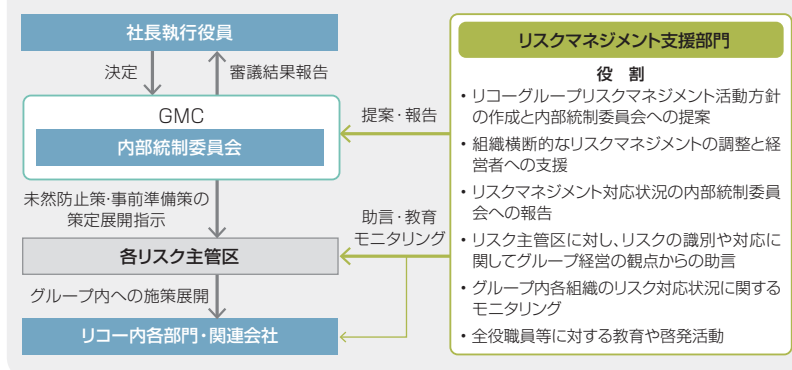 社長執行役員
決定
審議結果報告
GMC
内部統制委員会
未然防止策・事前準備策の
策定展開指示
各リスク主管区
グループ内への施策展開
リコー内各部門・関連会社
提案・報告
助言・教育
モニタリング
リスクマネジメント支援部門
役 割
・リコーグループリスクマネジメント活動方針
の作成と内部統制委員会への提案
・組織横断的なリスクマネジメントの調整と経
営者への支援
・リスクマネジメント対応状況の内部統制委員
会への報告
・リスク主管区に対し、リスクの識別や対応に
関してグループ経営の観点からの助言
・グループ内各組織のリスク対応状況に関する
モニタリング
・全役職員等に対する教育や啓発活動